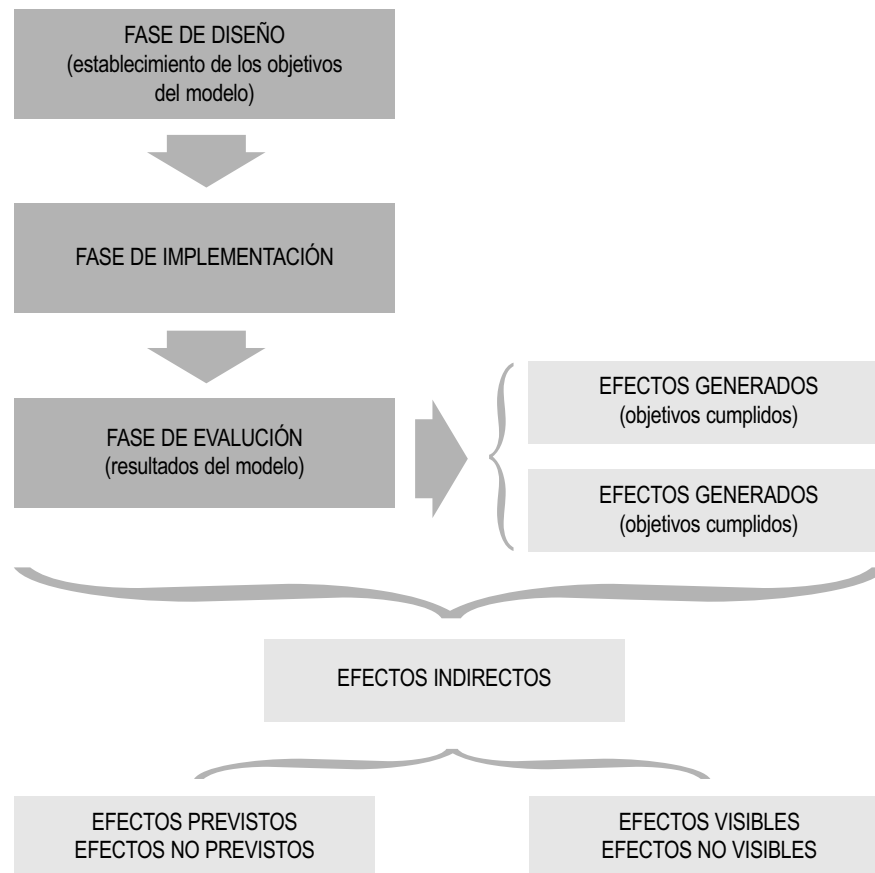 FASE DE DISEÑO
(establecimiento de los objetivos
del modelo)
FASE DE IMPLEMENTACIÓN
FASE DE EVALUCIÓN
(resultados del modelo)
EFECTOS GENERADOS
(objetivos cumplidos)
EFECTOS GENERADOS
(objetivos cumplidos)
EFECTOS INDIRECTOS
EFECTOS PREVISTOS
EFECTOS NO PREVISTOS
EFECTOS VISIBLES
EFECTOS NO VISIBLES